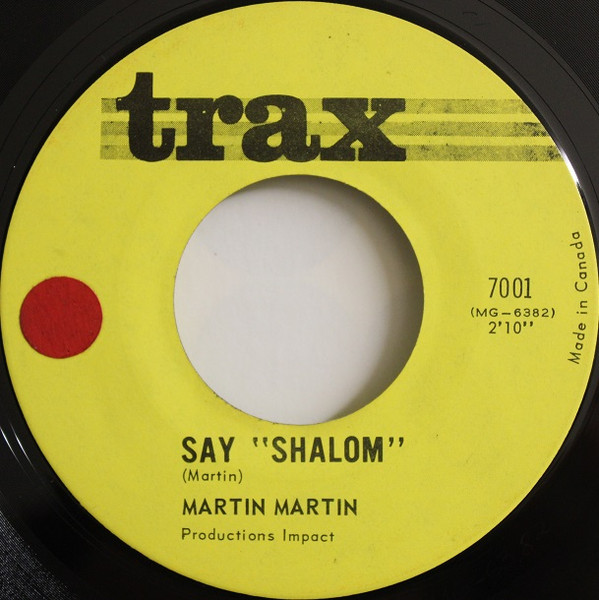 trax
7001
(MG-6382)
2'10"
Made in Canada
SAY "SHALOM"
(Martin)
MARTIN MARTIN
Productions Impact